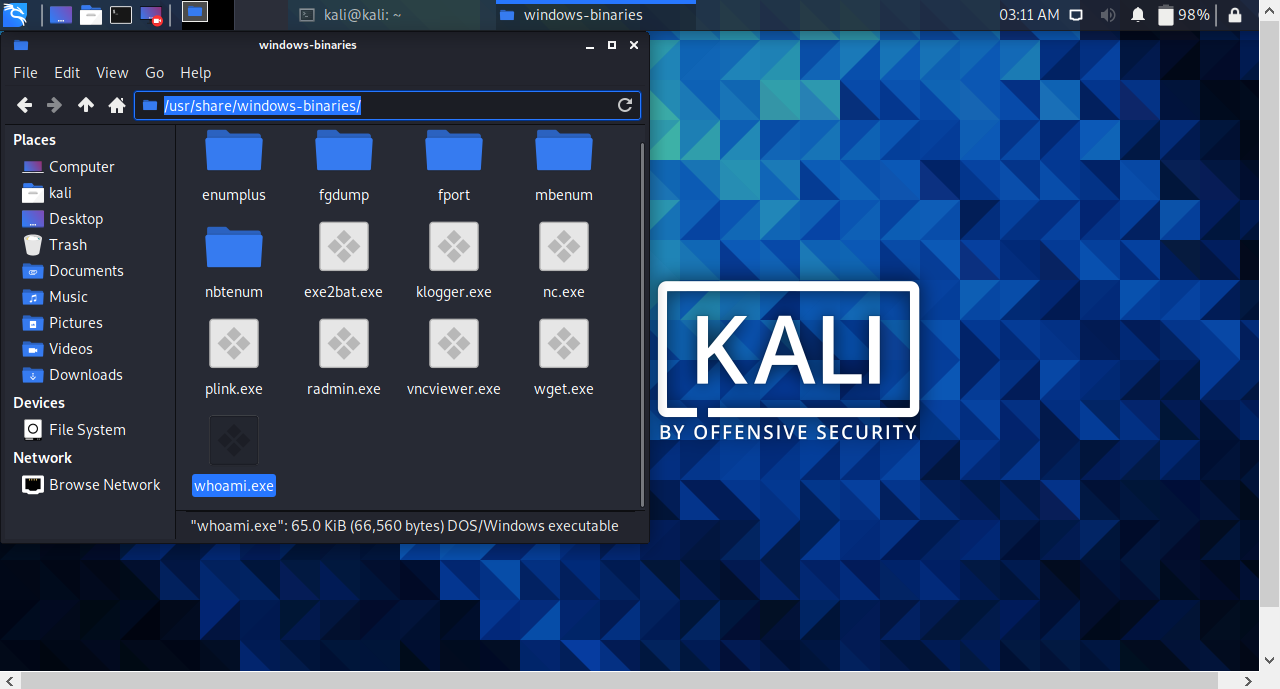 kali@kali: ~
windows-binaries
03:11 AM
98%
windows-binaries
File Edit View Go Help
/usr/share/windows-binaries/
Places
Computer
kali
Desktop
Trash
Documents
Music
Pictures
Videos
Downloads
Devices
File System
Network
Browse Network
enumplus fgdump fport mbenum
nbtenum exe2bat.exe klogger.exe nc.exe
plink.exe radmin.exe vncviewer.exe wget.exe
whoami.exe
"whoami.exe": 65.0 KiB (66,560 bytes) DOS/Windows executable
KALI
BY OFFENSIVE SECURITY